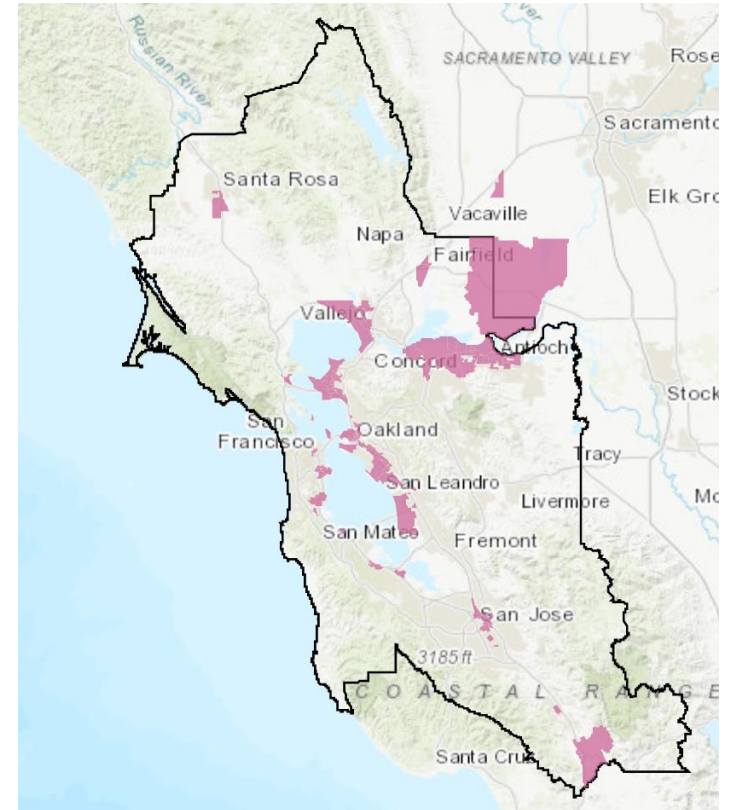 Russian River
River
SACRAMENTO VALLEY
Rose
Sacramento
Santa Rosa
Elk Gro
Vacaville
Napa
Fairfield
Vallejo
Antioch
Concord
Stock
San
Francisco
Oakland
Tracy
San Leandro
Livermore
Mo
San Mateo
Fremont
San Jose
3185 ft
COASTAL RANGE
Santa Cruz